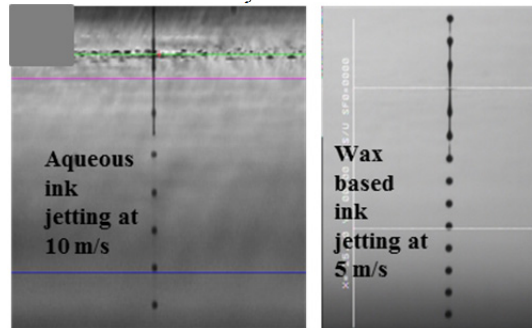 Aqueous
ink
jetting at
10 m/s
Wax
based
ink
jetting at
5 m/s